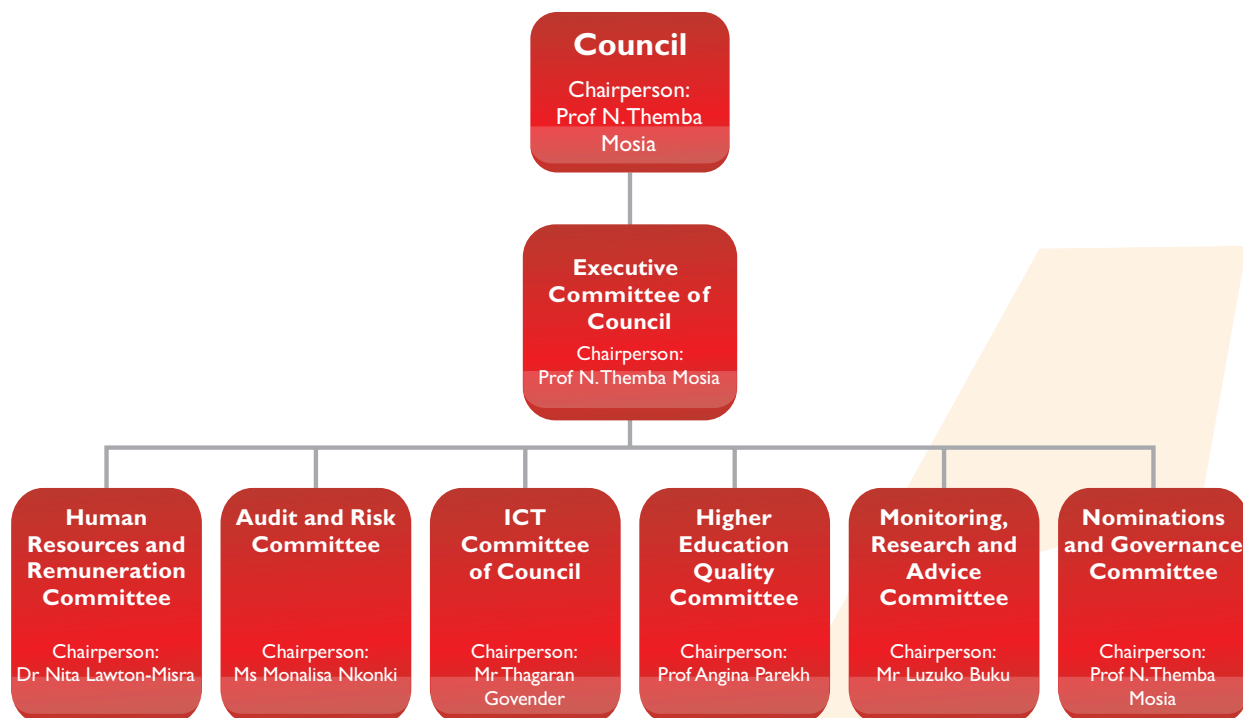 Council
Chairperson:
Prof N. Themba
Mosia
Executive
Committee of
Council
Chairperson:
Prof N. Themba Mosia
Human
Resources and
Remuneration
Committee
Chairperson:
Dr Nita Lawton-Misra
Audit and Risk
Committee
Chairperson:
Ms Monalisa Nkonki
ICT
Committee
of Council
Chairperson:
Mr Thagaran
Govender
Higher
Education
Quality
Committee
Chairperson:
Prof Angina Parekh
Monitoring,
Research and
Advice
Committee
Chairperson:
Mr Luzuko Buku
Nominations
and Governance
Committee
Chairperson:
Prof N. Themba
Mosia